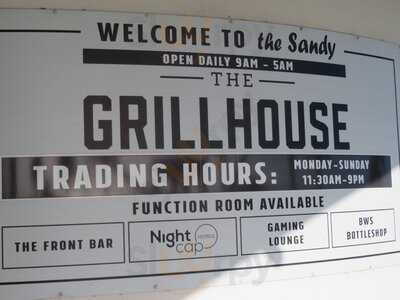 WELCOME TO the Sandy
OPEN DAILY 9AM - 5AM
THE
GRILLHOUSE
TRADING HOURS: MONDAY-SUNDAY
11:30AM-9PM
FUNCTION ROOM AVAILABLE
THE FRONT BAR
Night
cap
GAMING
LOUNGE
BWS
BOTTLESHOP